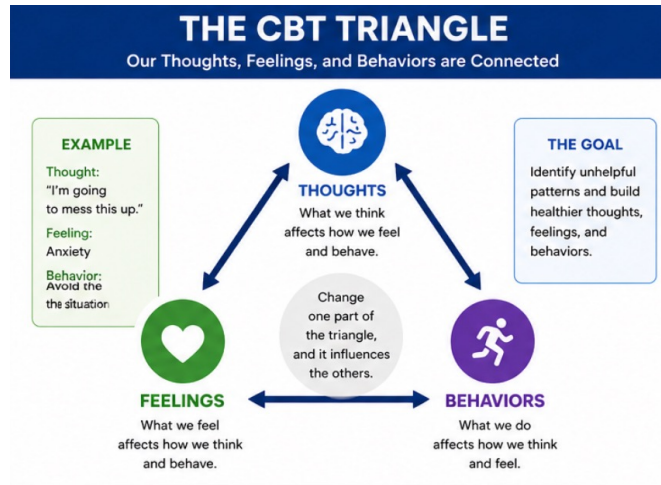 THE CBT TRIANGLE
Our Thoughts, Feelings, and Behaviors are Connected
EXAMPLE
Thought:
"I'm going
to mess this up."
Feeling:
Anxiety
Behavior:
Avoid the
the situation
THOUGHTS
What we think
affects how we feel
and behave.
THE GOAL
Identify unhelpful
patterns and build
healthier thoughts,
feelings, and
behaviors.
Change
one part of
the triangle,
and it influences
the others.
FEELINGS
What we feel
affects how we think
and behave.
BEHAVIORS
What we do
affects how we think
and feel.